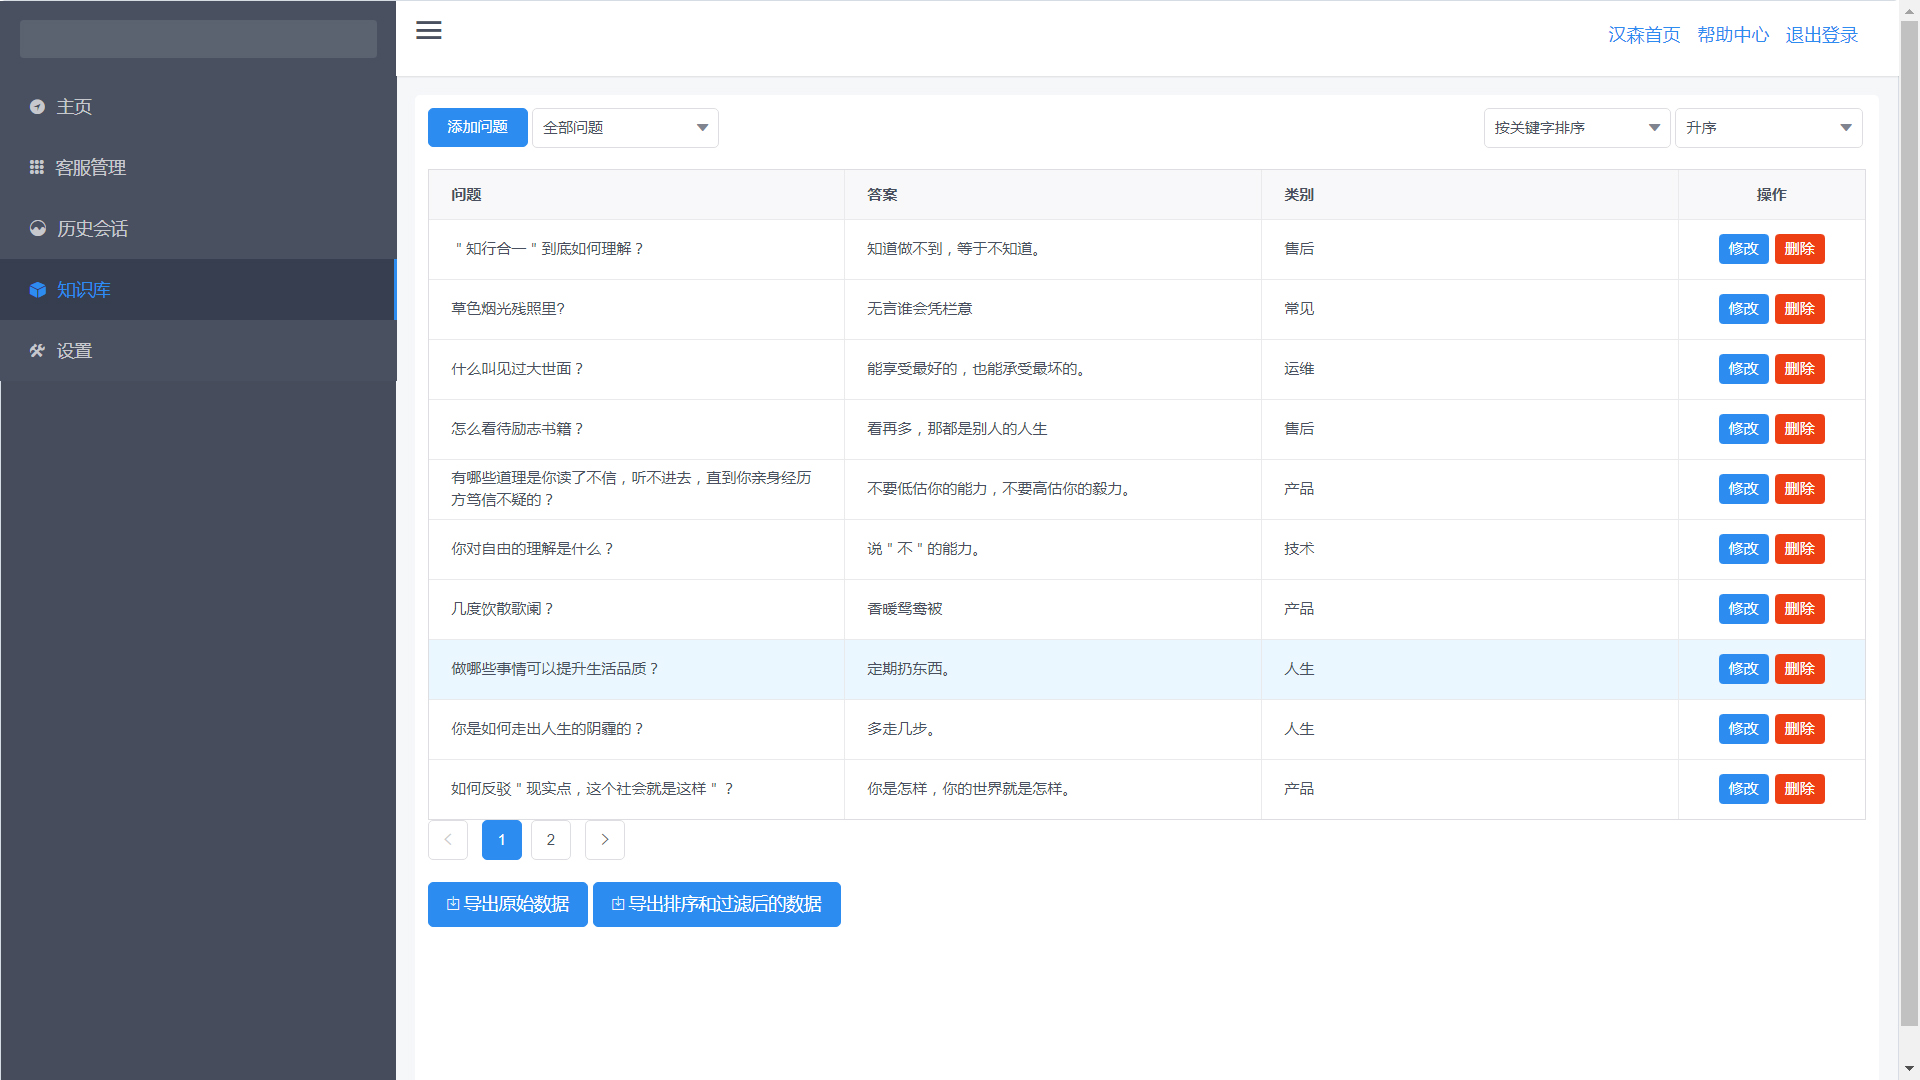 汉森首页 帮助中心 退出登录
主页
客服管理
历史会话
知识库
设置
添加问题 全部问题 按关键字排序 升序
问题 答案 类别 操作
＂知行合一＂到底如何理解？ 知道做不到，等于不知道。 售后 修改 删除
草色烟光残照里? 无言谁会凭栏意 常见 修改 删除
什么叫见过大世面？ 能享受最好的，也能承受最坏的。 运维 修改 删除
怎么看待励志书籍？ 看再多，那都是别人的人生 售后 修改 删除
有哪些道理是你读了不信，听不进去，直到你亲身经历
方笃信不疑的？ 不要低估你的能力，不要高估你的毅力。 产品 修改 删除
你对自由的理解是什么？ 说＂不＂的能力。 技术 修改 删除
几度饮散歌阑？ 香暖鸳鸯被 产品 修改 删除
做哪些事情可以提升生活品质？ 定期扔东西。 人生 修改 删除
你是如何走出人生的阴霾的？ 多走几步。 人生 修改 删除
如何反驳＂现实点，这个社会就是这样＂？ 你是怎样，你的世界就是怎样。 产品 修改 删除
1 2
导出原始数据 导出排序和过滤后的数据